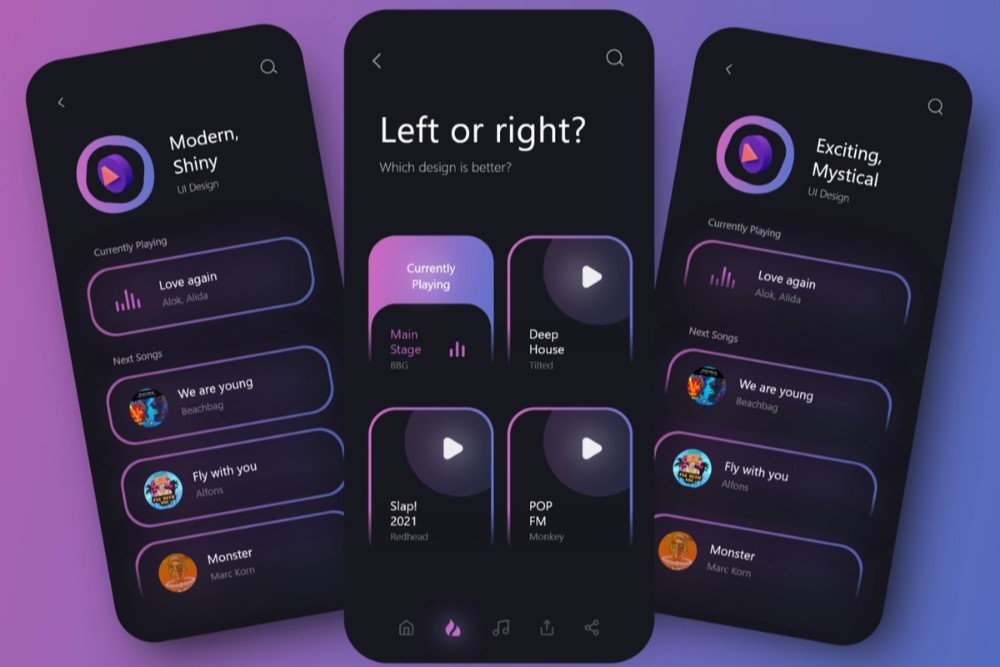 Modern,
Shiny
UI Design
Currently Playing
Love again
Alok, Alida
Next Songs
We are young
Beachbag
Fly with you
Alfons
Monster
Marc Korn
Left or right?
Which design is better?
Currently
Playing
Main
Stage
BBG
Deep
House
Tilted
Slap!
2021
Redhead
POP
FM
Monkey
Exciting,
Mystical
UI Design
Currently Playing
Love again
Alok, Alida
Next Songs
We are young
Beachbag
Fly with you
Alfons
Monster
Marc Korn